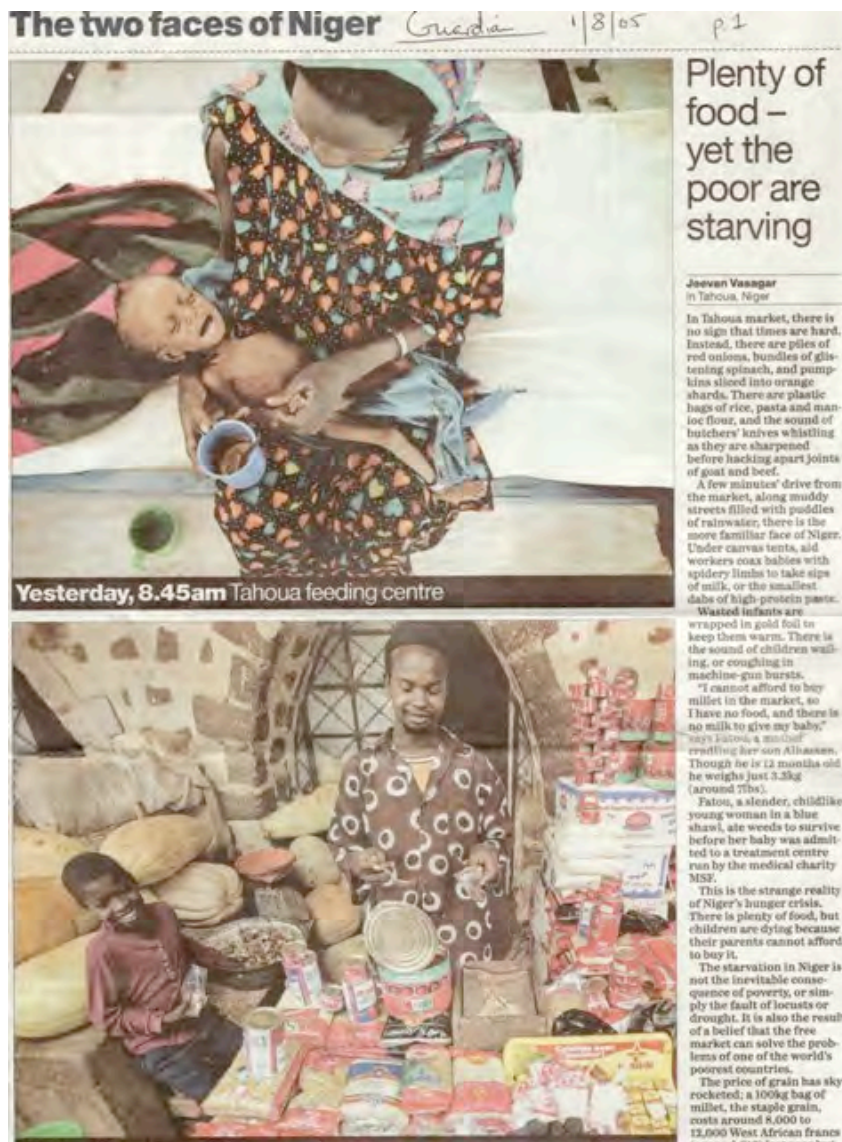 The two faces of Niger
Guardian 1/8/05 p.1
Plenty of
food –
yet the
poor are
starving
Jeevan Vasagar
in Tahoua, Niger
In Tahoua market, there is
no sign that times are hard.
Instead, there are piles of
red onions, bundles of glis-
tening spinach, and pump-
kins sliced into orange
shards. There are plastic
bags of rice, pasta and man-
ioc flour, and the sound of
butchers' knives whistling
as they are sharpened
before hacking apart joints
of goat and beef.
A few minutes' drive from
the market, along muddy
streets filled with puddles
of rainwater, there is the
more familiar face of Niger.
Under canvas tents, aid
workers coax babies with
spidery limbs to take sips
of milk, or the smallest
dabs of high-protein paste.
Wasted infants are
wrapped in gold foil to
keep them warm. There is
the sound of children wail-
ing, or coughing in
machine-gun bursts.
"I cannot afford to buy
millet in the market, so
I have no food, and there is
no milk to give my baby,"
says Fatou, a mother
cradling her son Alhassan.
Though he is 12 months old
he weighs just 3.3kg
(around 7lbs).
Fatou, a slender, childlike
young woman in a blue
shawl, ate weeds to survive
before her baby was admit-
ted to a treatment centre
run by the medical charity
MSF.
This is the strange reality
of Niger's hunger crisis.
There is plenty of food, but
children are dying because
their parents cannot afford
to buy it.
The starvation in Niger is
not the inevitable conse-
quence of poverty, or sim-
ply the fault of locusts or
drought. It is also the result
of a belief that the free
market can solve the prob-
lems of one of the world's
poorest countries.
The price of grain has sky
rocketed; a 100kg bag of
millet, the staple grain,
costs around 8,000 to
12,000 West African francs
Yesterday, 8.45am Tahoua feeding centre